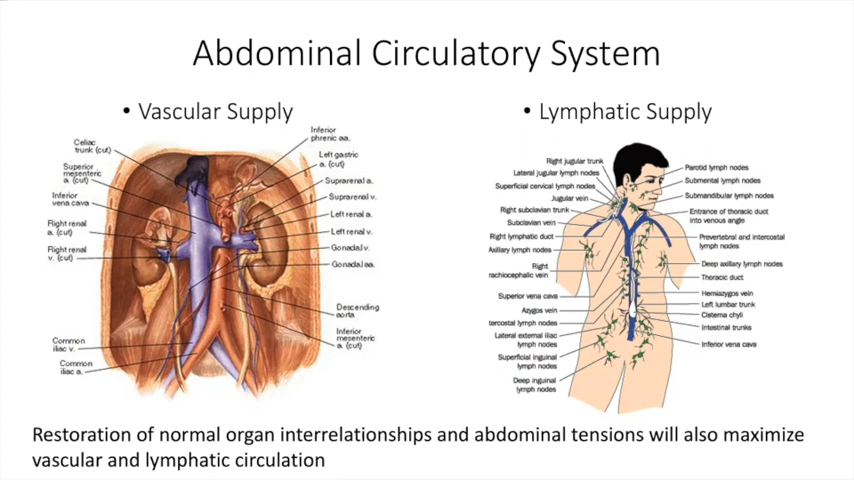 Abdominal Circulatory System
• Vascular Supply
Celiac
trunk (cut)
Superior
mesenteric
a. (cut)
Inferior
vena cava
Right renal
a. (cut)
Right renal
v. (cut)
Common
iliac v.
Common
iliac a.
Inferior
phrenic aa.
Left gastric
a. (cut)
Suprarenal a.
Suprarenal v.
Left renal a.
Left renal v.
Gonadal v.
Gonadal aa.
Descending
aorta
Inferior
mesenteric
a. (cut)
• Lymphatic Supply
Right jugular trunk
Lateral jugular lymph nodes
Superficial cervical lymph nodes
Jugular vein
Right subclavian trunk
Subclavian vein
Right lymphatic duct
Axillary lymph nodes
Right
rachiocephalic vein
Superior vena cava
Azygos vein
tercostal lymph nodes
Lateral external iliac
lymph nodes
Superficial inguinal
lymph nodes
Deep inguinal
lymph nodes
Parotid lymph nodes
Submental lymph nodes
Submandibular lymph nodes
Entrance of thoracic duct
into venous angle
Prevertebral and intercostal
lymph nodes
Deep axillary lymph nodes
Thoracic duct
Hemiazygos vein
Left lumbar trunk
Cisterna chyli
Intestinal trunks
Inferior vena cava
Restoration of normal organ interrelationships and abdominal tensions will also maximize
vascular and lymphatic circulation